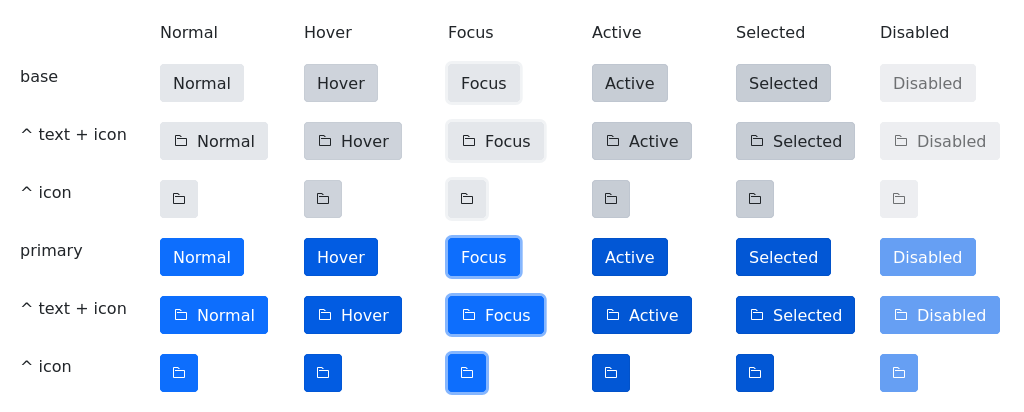 Normal Hover Focus Active Selected Disabled
base Normal Hover Focus Active Selected Disabled
^ text + icon Normal Hover Focus Active Selected Disabled
^ icon
primary Normal Hover Focus Active Selected Disabled
^ text + icon Normal Hover Focus Active Selected Disabled
^ icon